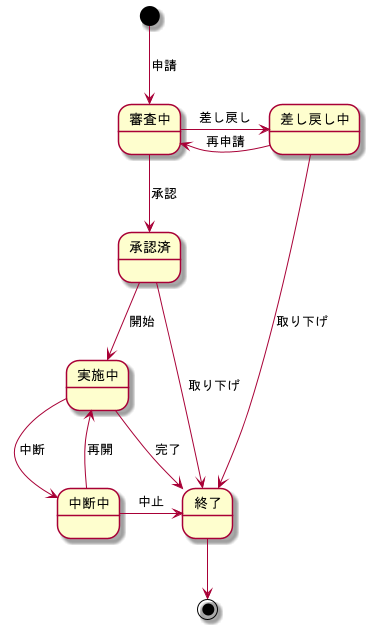 申請
審査中
差し戻し
差し戻し中
再申請
承認
承認済
開始
取り下げ
取り下げ
実施中
中断
再開
完了
中断中
中止
終了